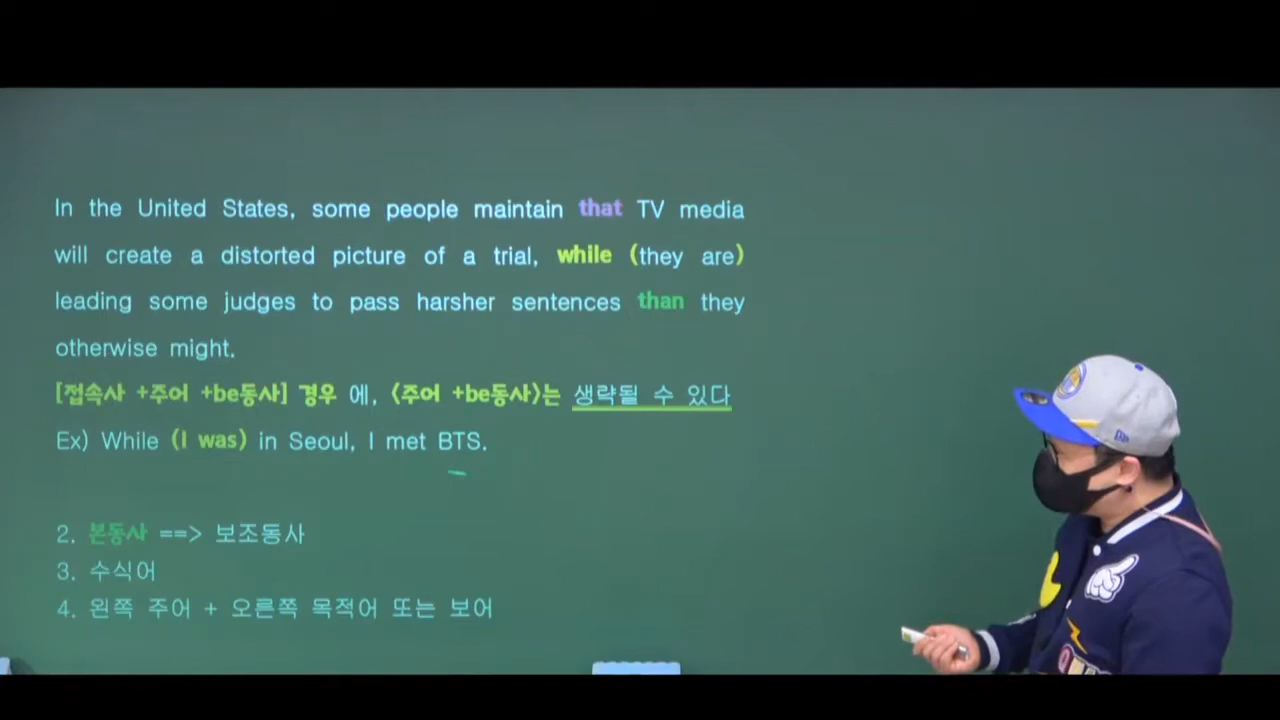 In the United States, some people maintain that TV media
will create a distorted picture of a trial, while (they are)
leading some judges to pass harsher sentences than they
otherwise might.
[접속사 +주어 +be동사] 경우 에, <주어 +be동사>는 생략될 수 있다
Ex) While (I was) in Seoul, I met BTS.
2. 본동사 ==> 보조동사
3. 수식어
4. 왼쪽 주어 + 오른쪽 목적어 또는 보어